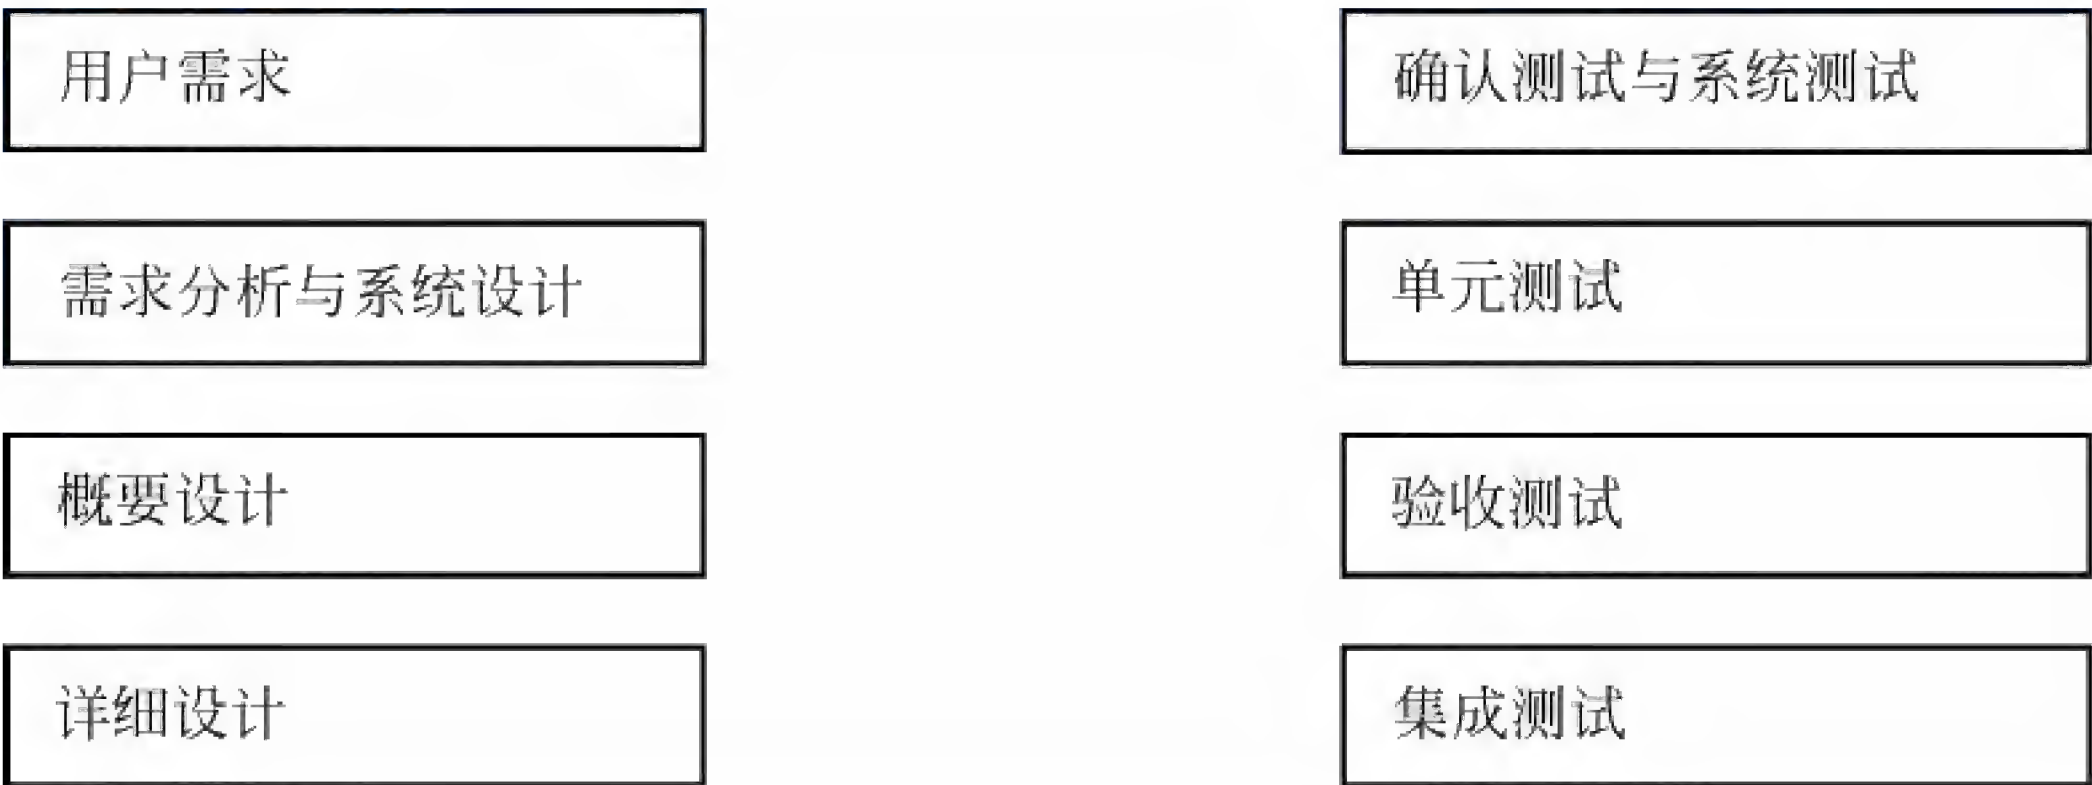 用户需求
确认测试与系统测试
需求分析与系统设计
单元测试
概要设计
验收测试
详细设计
集成测试